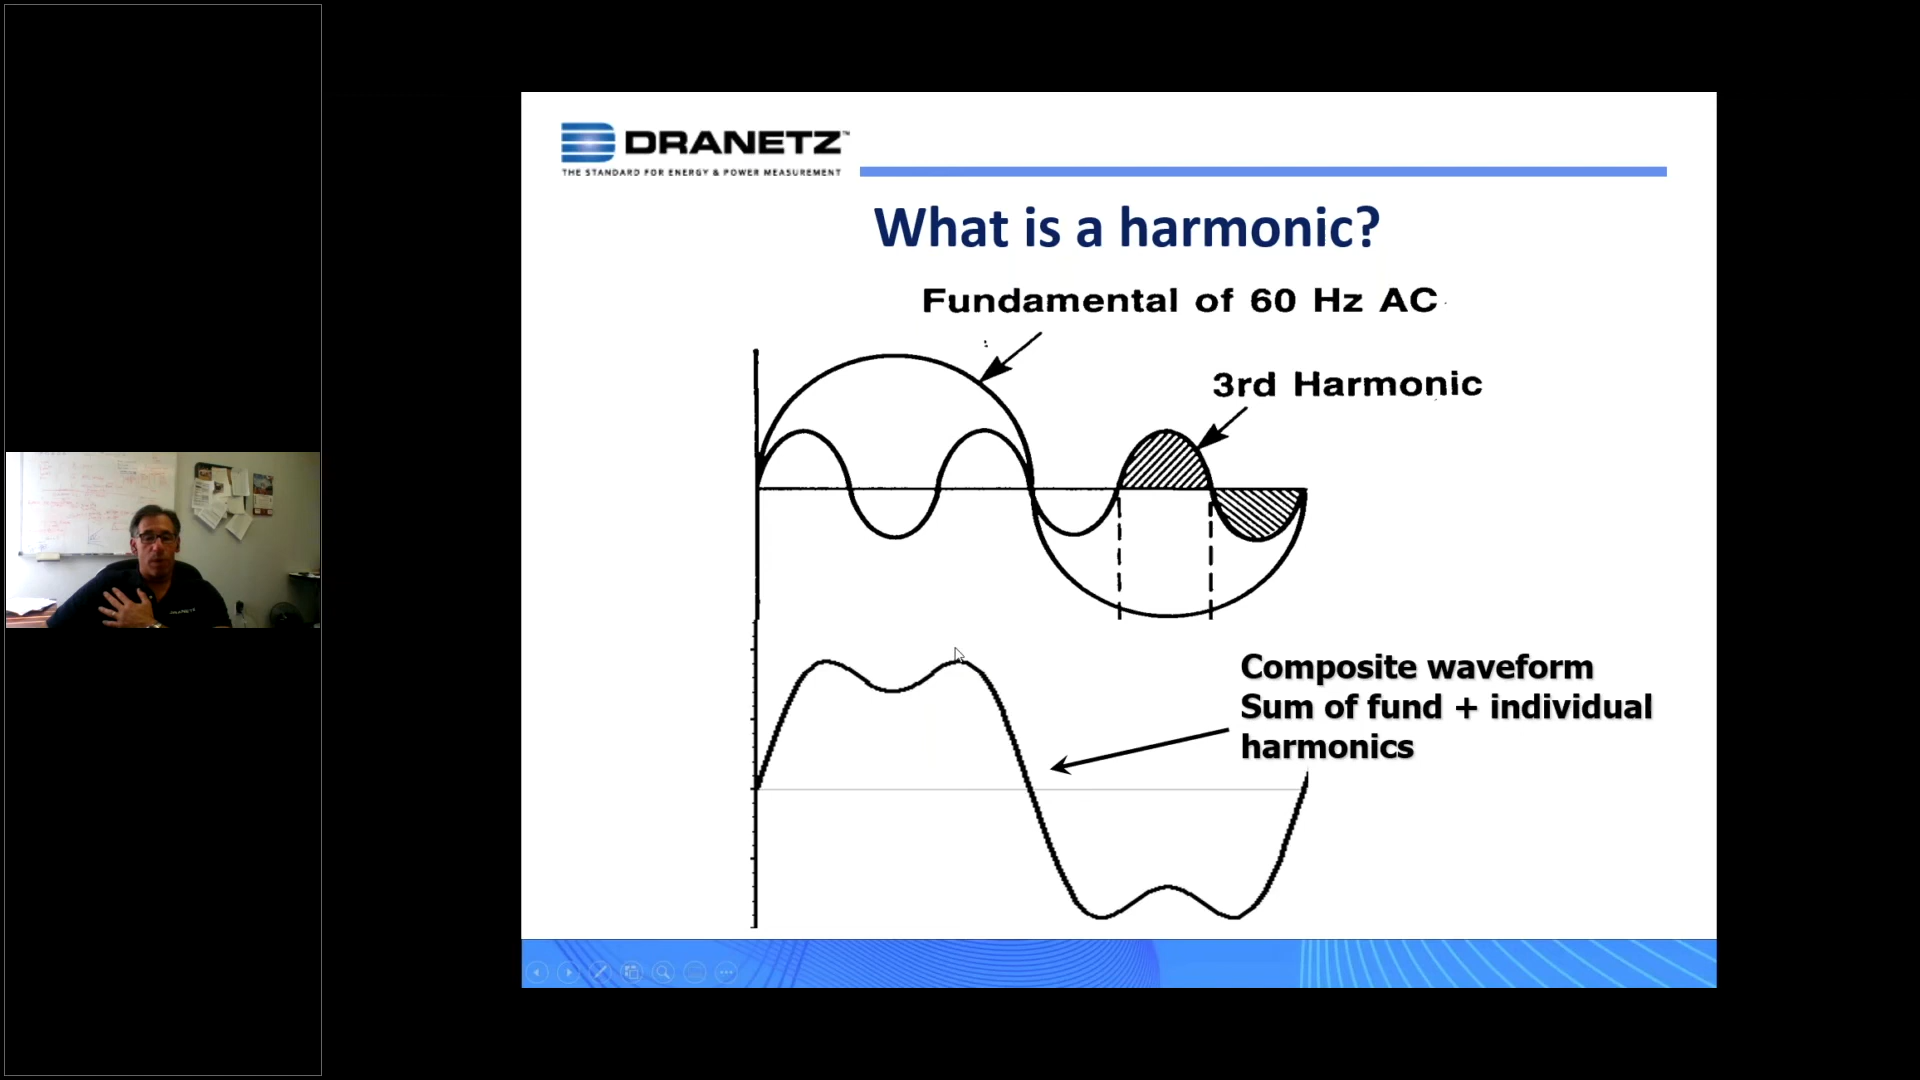 DRANETZ™
THE STANDARD FOR ENERGY & POWER MEASUREMENT
What is a harmonic?
Fundamental of 60 Hz AC
3rd Harmonic
Composite waveform
Sum of fund + individual
harmonics
DRANETZ